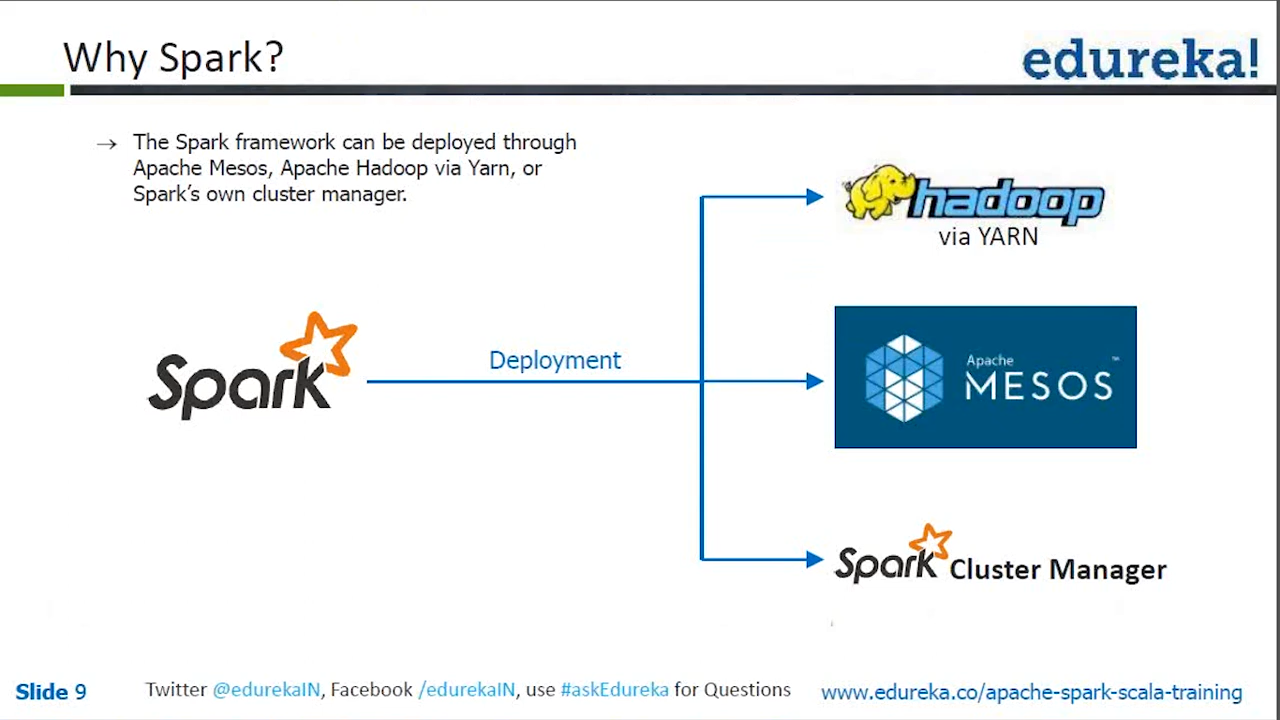 Why Spark?
edureka!
→ The Spark framework can be deployed through
Apache Mesos, Apache Hadoop via Yarn, or
Spark’s own cluster manager.
hadoop
via YARN
Spark
Deployment
Apache
MESOS™
Spark Cluster Manager
Slide 9
Twitter @edurekaIN, Facebook /edurekaIN, use #askEdureka for Questions
www.edureka.co/apache-spark-scala-training